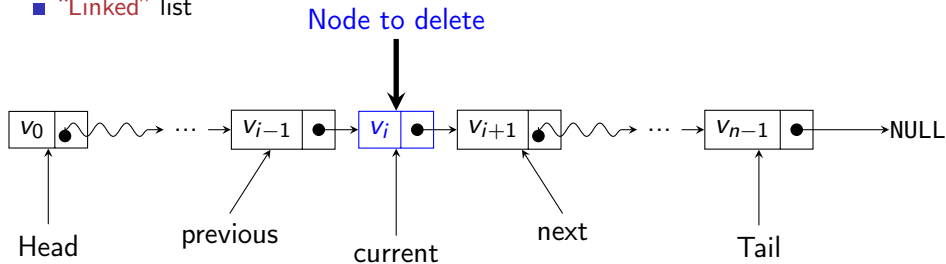 "Linked" list
Node to delete
v₀ ... vᵢ₋₁ vᵢ vᵢ₊₁ ... vₙ₋₁ NULL
Head previous current next Tail